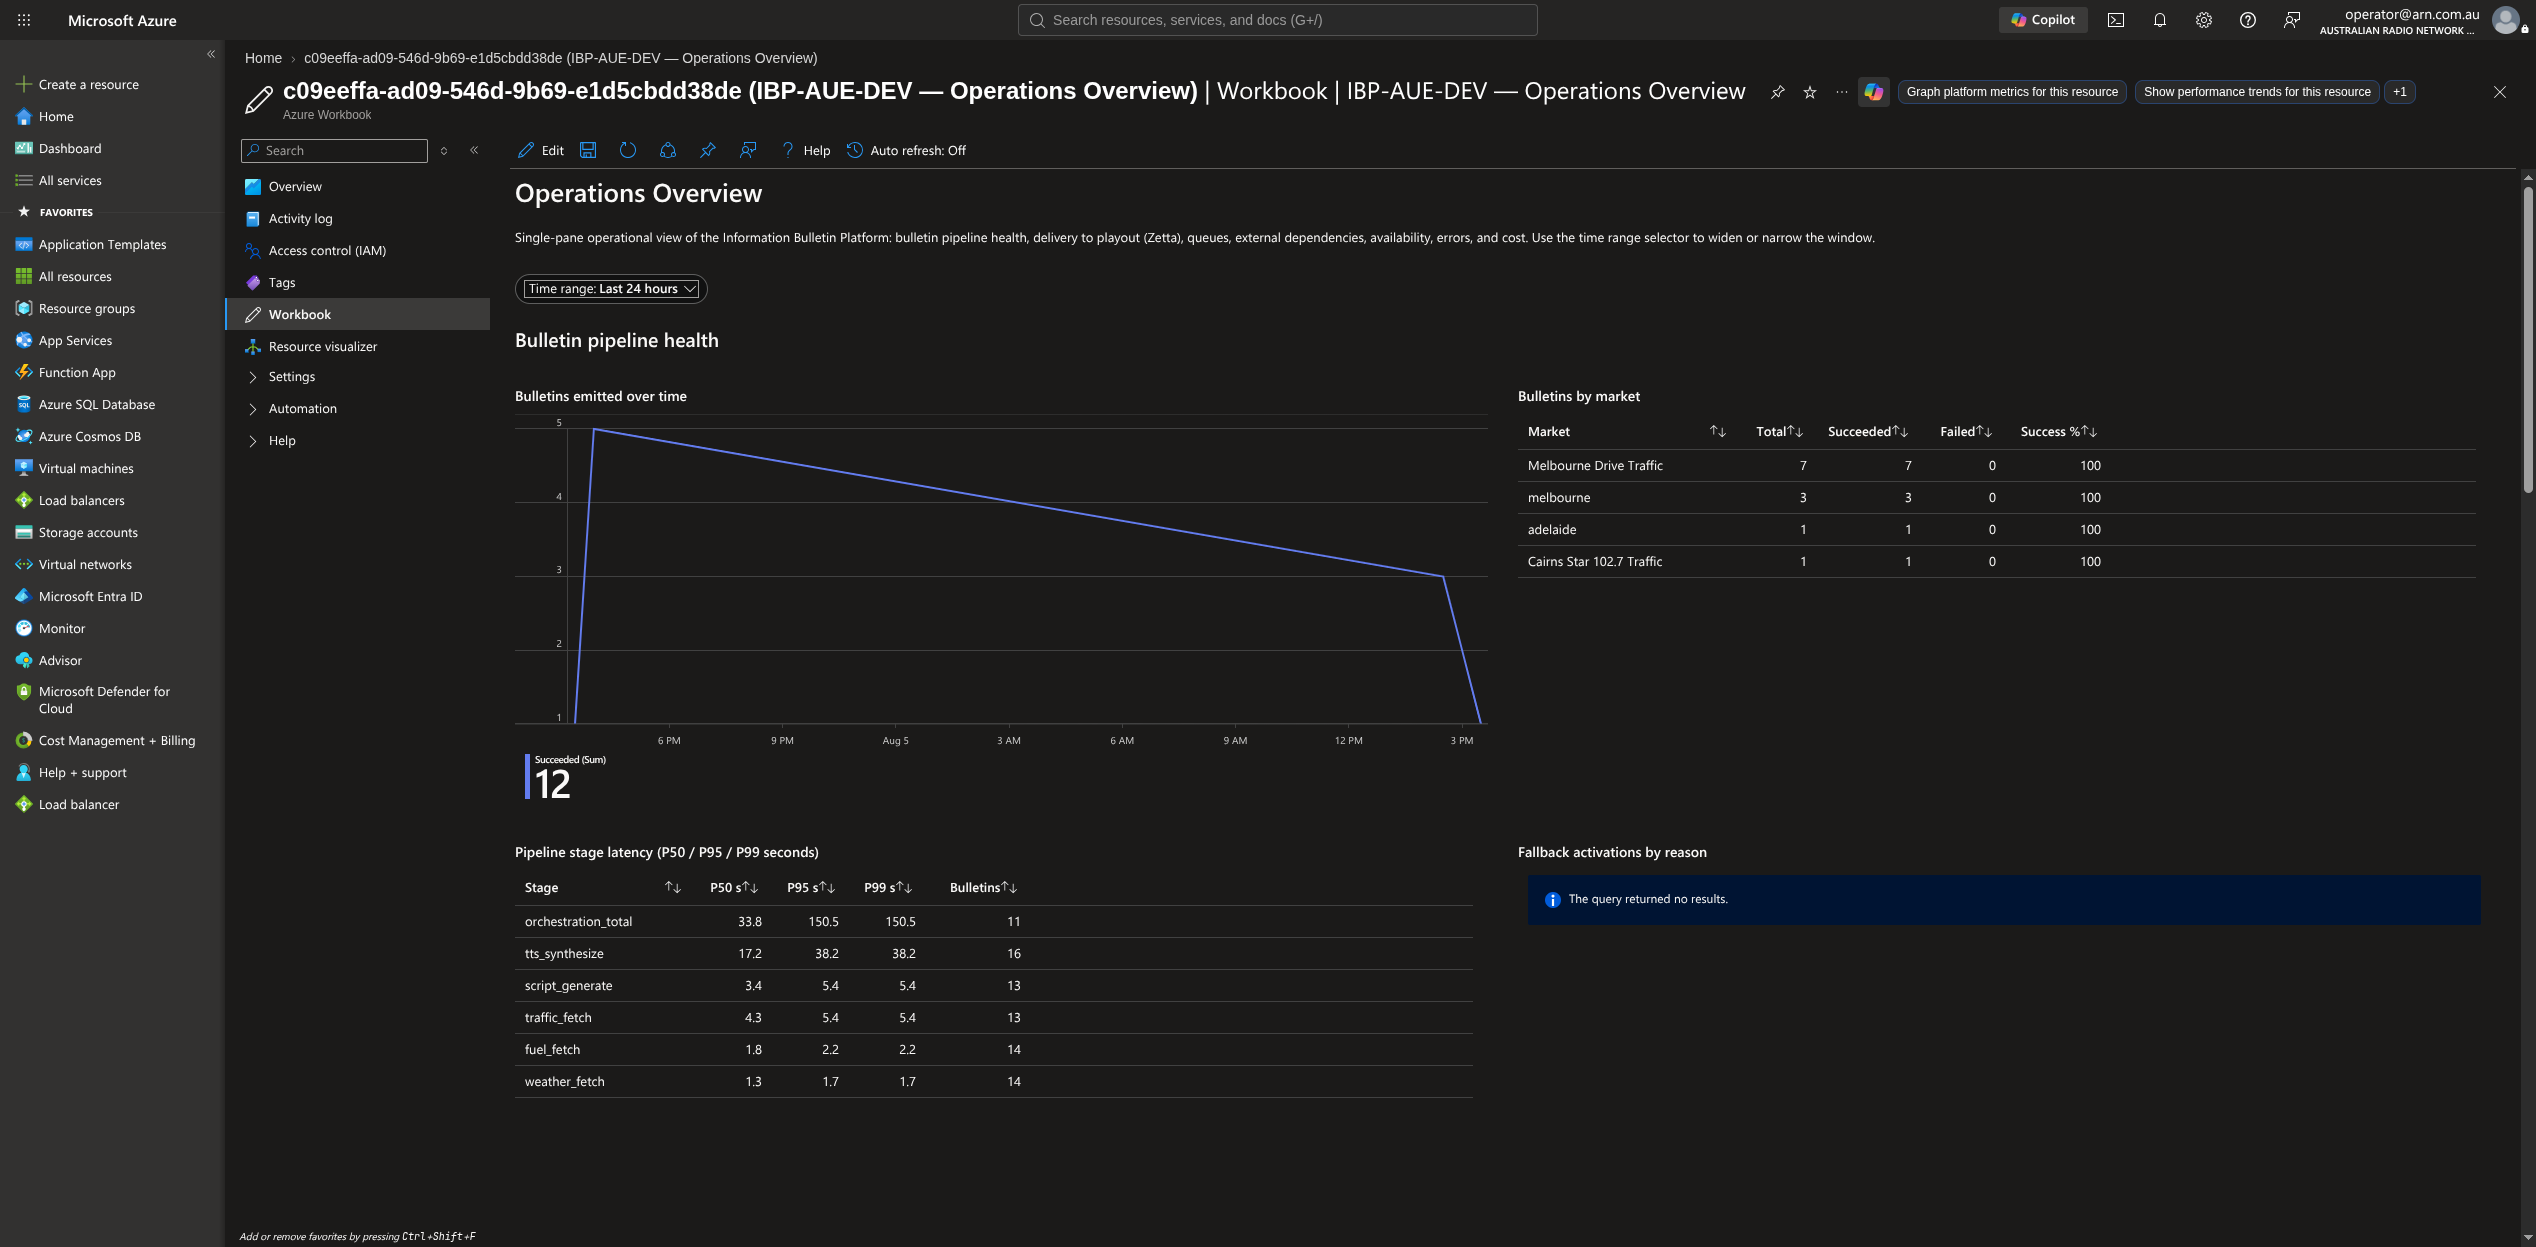 Microsoft Azure
Search resources, services, and docs (G+/)
Copilot
operator@arn.com.au
AUSTRALIAN RADIO NETWORK ...
Create a resource
Home
Dashboard
All services
FAVORITES
Application Templates
All resources
Resource groups
App Services
Function App
Azure SQL Database
Azure Cosmos DB
Virtual machines
Load balancers
Storage accounts
Virtual networks
Microsoft Entra ID
Monitor
Advisor
Microsoft Defender for
Cloud
Cost Management + Billing
Help + support
Load balancer
Home › c09eeffa-ad09-546d-9b69-e1d5cbdd38de (IBP-AUE-DEV — Operations Overview)
c09eeffa-ad09-546d-9b69-e1d5cbdd38de (IBP-AUE-DEV — Operations Overview) | Workbook | IBP-AUE-DEV — Operations Overview
Azure Workbook
Graph platform metrics for this resource
Show performance trends for this resource
+1
Search
Overview
Activity log
Access control (IAM)
Tags
Workbook
Resource visualizer
Settings
Automation
Help
Edit
Help
Auto refresh: Off
Operations Overview
Single-pane operational view of the Information Bulletin Platform: bulletin pipeline health, delivery to playout (Zetta), queues, external dependencies, availability, errors, and cost. Use the time range selector to widen or narrow the window.
Time range: Last 24 hours
Bulletin pipeline health
Bulletins emitted over time
5
4
3
2
1
6 PM 9 PM Aug 5 3 AM 6 AM 9 AM 12 PM 3 PM
Succeeded (Sum)
12
Bulletins by market
Market Total Succeeded Failed Success %
Melbourne Drive Traffic 7 7 0 100
melbourne 3 3 0 100
adelaide 1 1 0 100
Cairns Star 102.7 Traffic 1 1 0 100
Pipeline stage latency (P50 / P95 / P99 seconds)
Stage P50 s P95 s P99 s Bulletins
orchestration_total 33.8 150.5 150.5 11
tts_synthesize 17.2 38.2 38.2 16
script_generate 3.4 5.4 5.4 13
traffic_fetch 4.3 5.4 5.4 13
fuel_fetch 1.8 2.2 2.2 14
weather_fetch 1.3 1.7 1.7 14
Fallback activations by reason
The query returned no results.
Add or remove favorites by pressing Ctrl+Shift+F